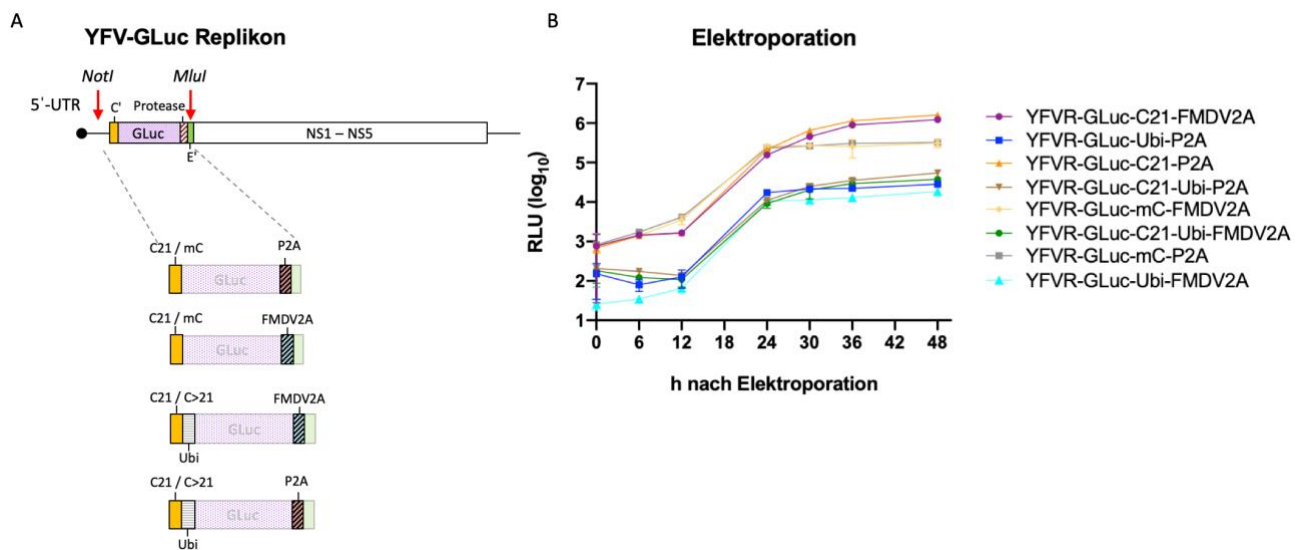 A
YFV-GLuc Replikon
NotI
MluI
5'-UTR
C'
Protease
GLuc
NS1 – NS5
E'
C21 / mC
P2A
GLuc
C21 / mC
FMDV2A
GLuc
C21 / C>21
FMDV2A
GLuc
Ubi
C21 / C>21
P2A
GLuc
Ubi
B
Elektroporation
RLU (log10)
7
6
5
4
3
2
1
0 6 12 18 24 30 36 42 48
h nach Elektroporation
YFVR-GLuc-C21-FMDV2A
YFVR-GLuc-Ubi-P2A
YFVR-GLuc-C21-P2A
YFVR-GLuc-C21-Ubi-P2A
YFVR-GLuc-mC-FMDV2A
YFVR-GLuc-C21-Ubi-FMDV2A
YFVR-GLuc-mC-P2A
YFVR-GLuc-Ubi-FMDV2A